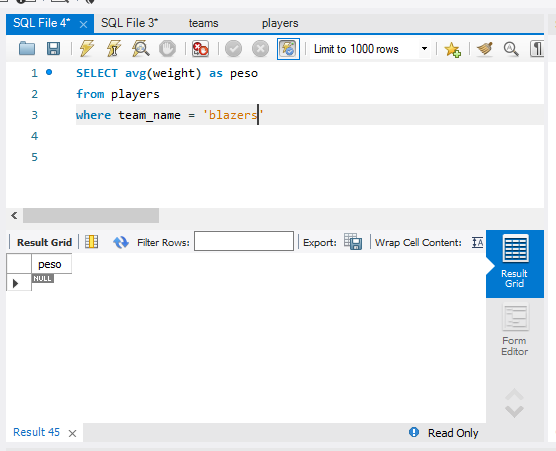 SQL File 4* × SQL File 3* teams players
Limit to 1000 rows
1 SELECT avg(weight) as peso
2 from players
3 where team_name = 'blazers'
4
5
Result Grid Filter Rows: Export: Wrap Cell Content: IA
peso
NULL
Result
Grid
Form
Editor
Result 45 × Read Only